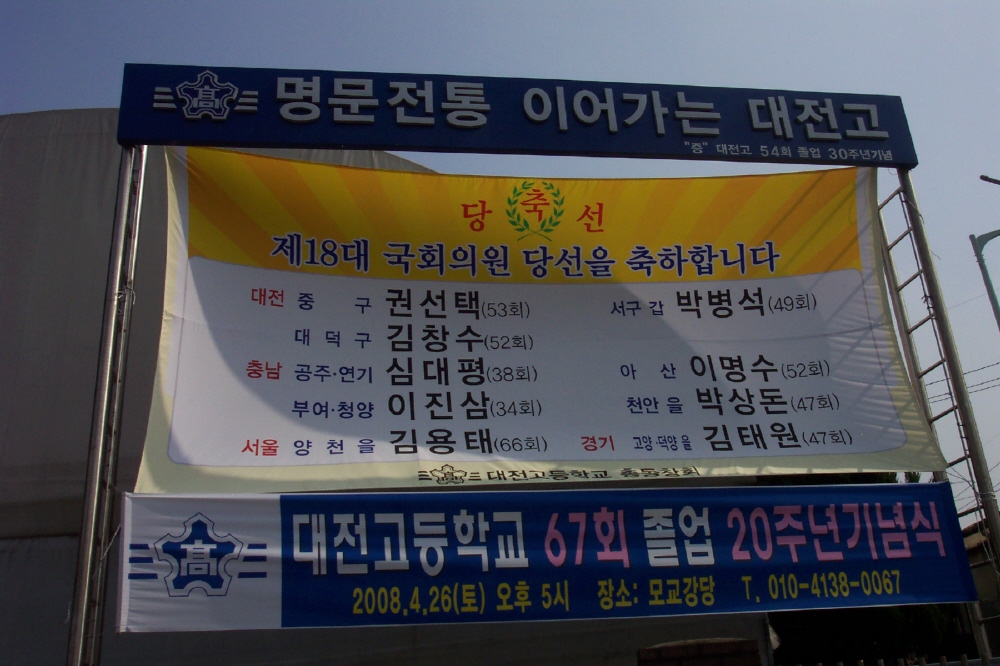 高 명문전통 이어가는 대전고
"중" 대전고 54회 졸업 30주년기념
당 축 선
제18대 국회의원 당선을 축하합니다
대전 중 구 권선택(53회) 서구 갑 박병석(49회)
대덕구 김창수(52회)
충남 공주·연기 심대평(38회) 아 산 이명수(52회)
부여·청양 이진삼(34회) 천안 을 박상돈(47회)
서울 양천을 김용태(66회) 경기 고양·덕양을 김태원(47회)
대전고등학교 총동창회
高 대전고등학교 67회 졸업 20주년기념식
2008.4.26(토) 오후 5시 장소: 모교강당 T. 010-4138-0067